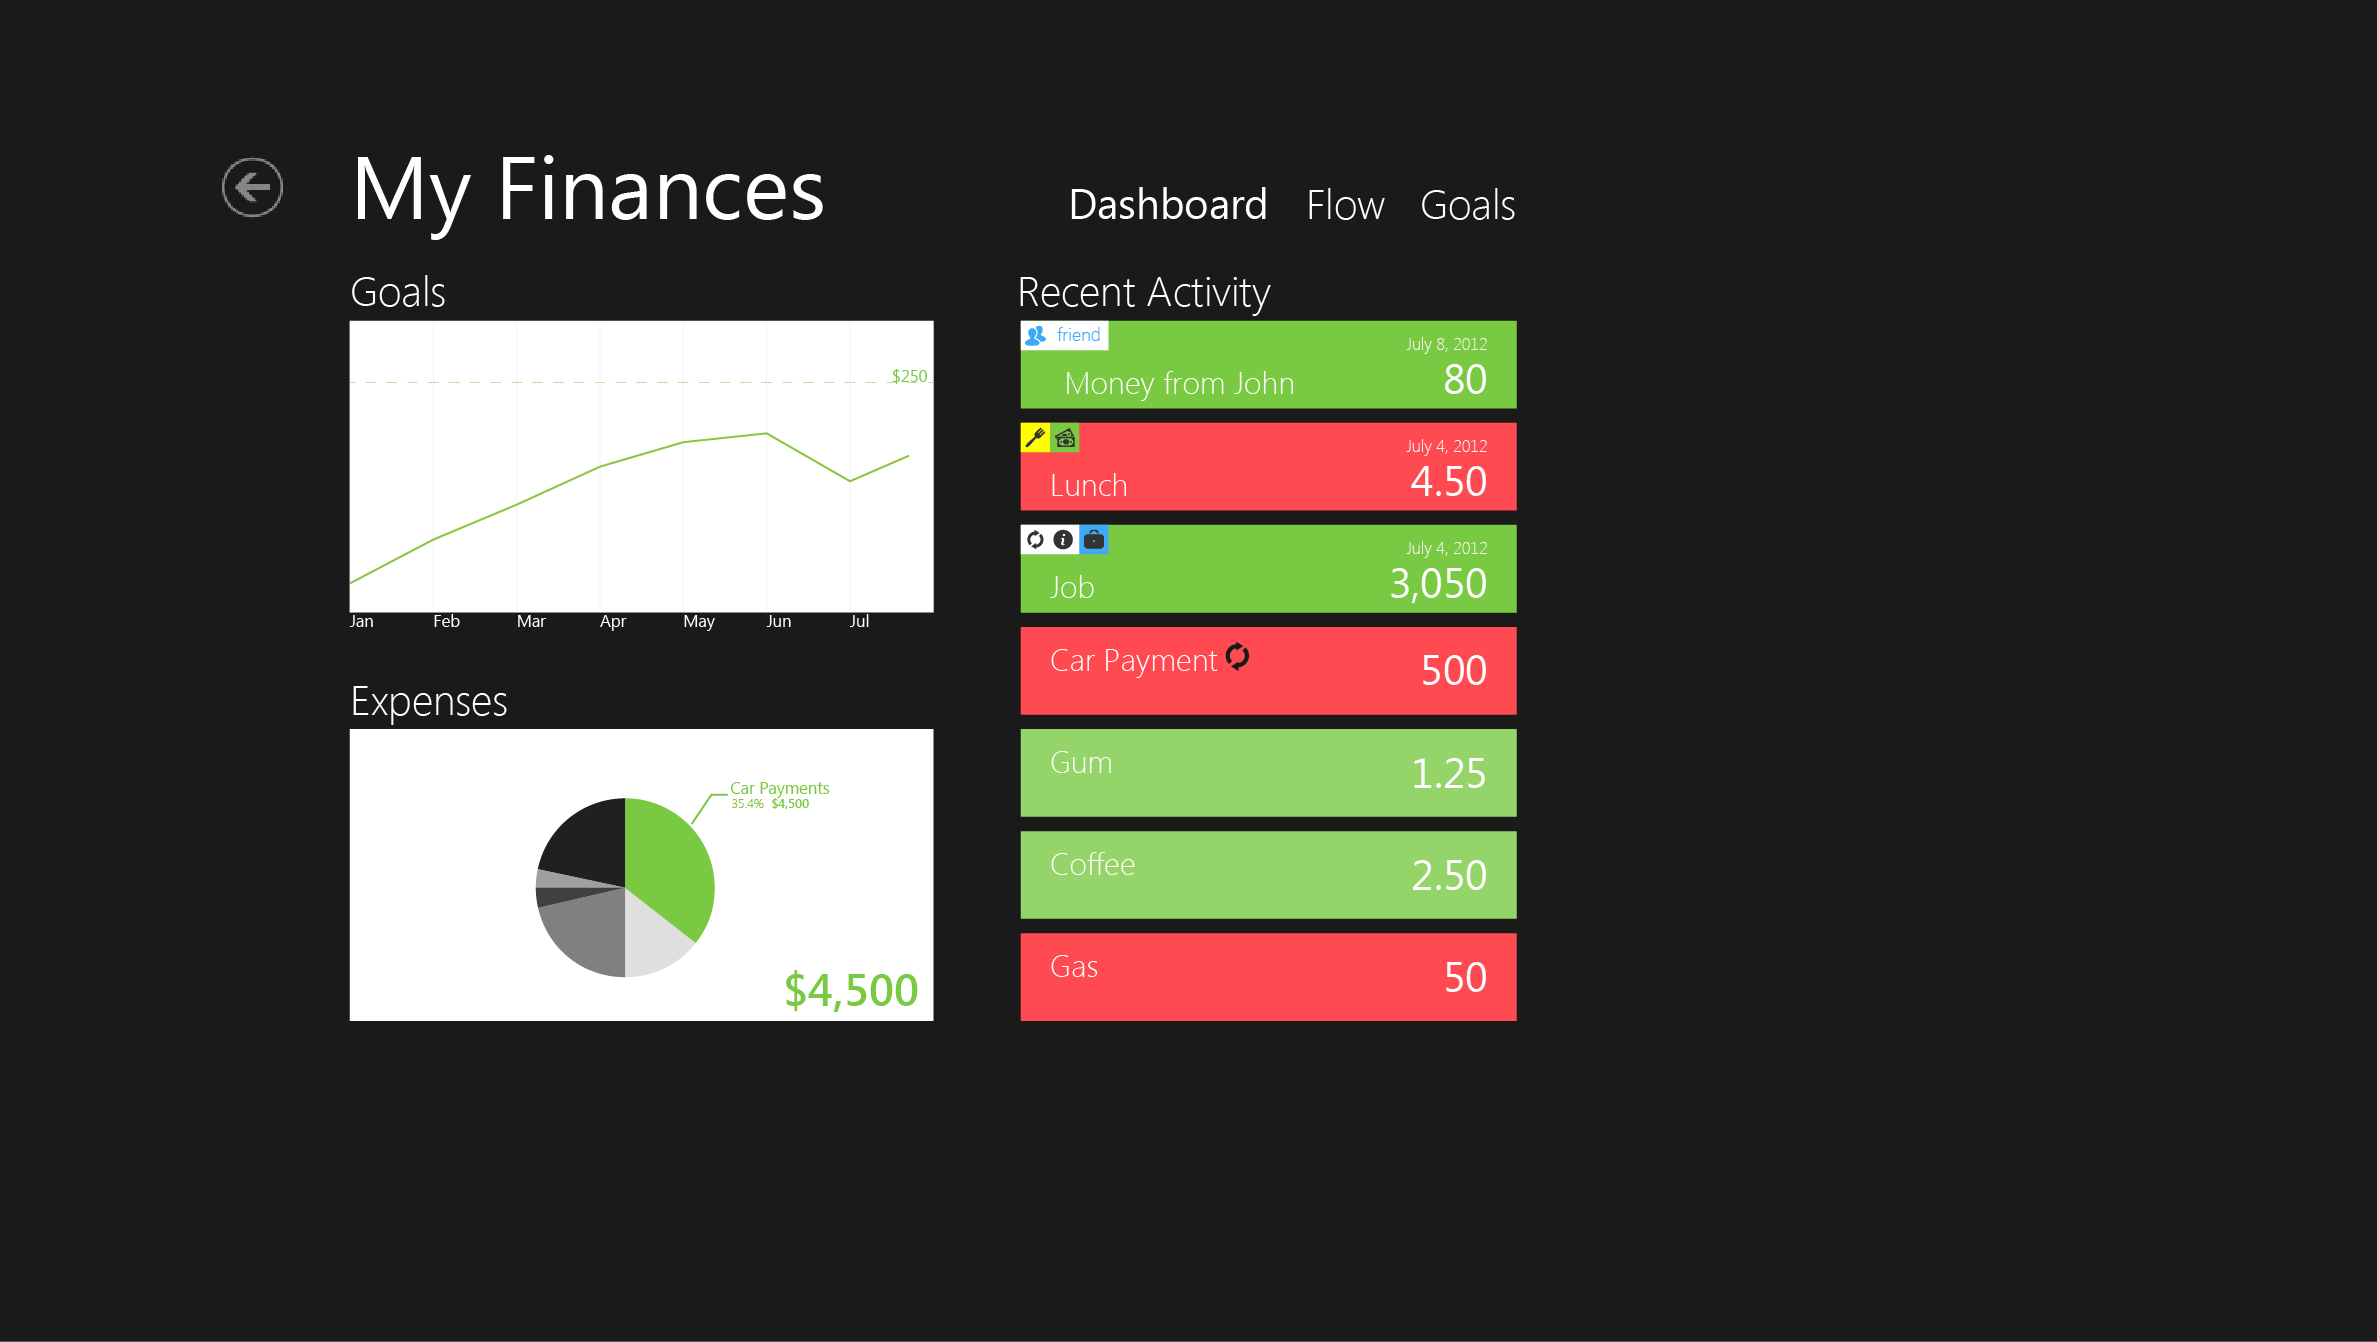 My Finances
Dashboard Flow Goals
Goals
$250
Jan Feb Mar Apr May Jun Jul
Expenses
Car Payments
35.4% $4,500
$4,500
Recent Activity
friend
July 8, 2012
Money from John 80
July 4, 2012
Lunch 4.50
July 4, 2012
Job 3,050
Car Payment 500
Gum 1.25
Coffee 2.50
Gas 50